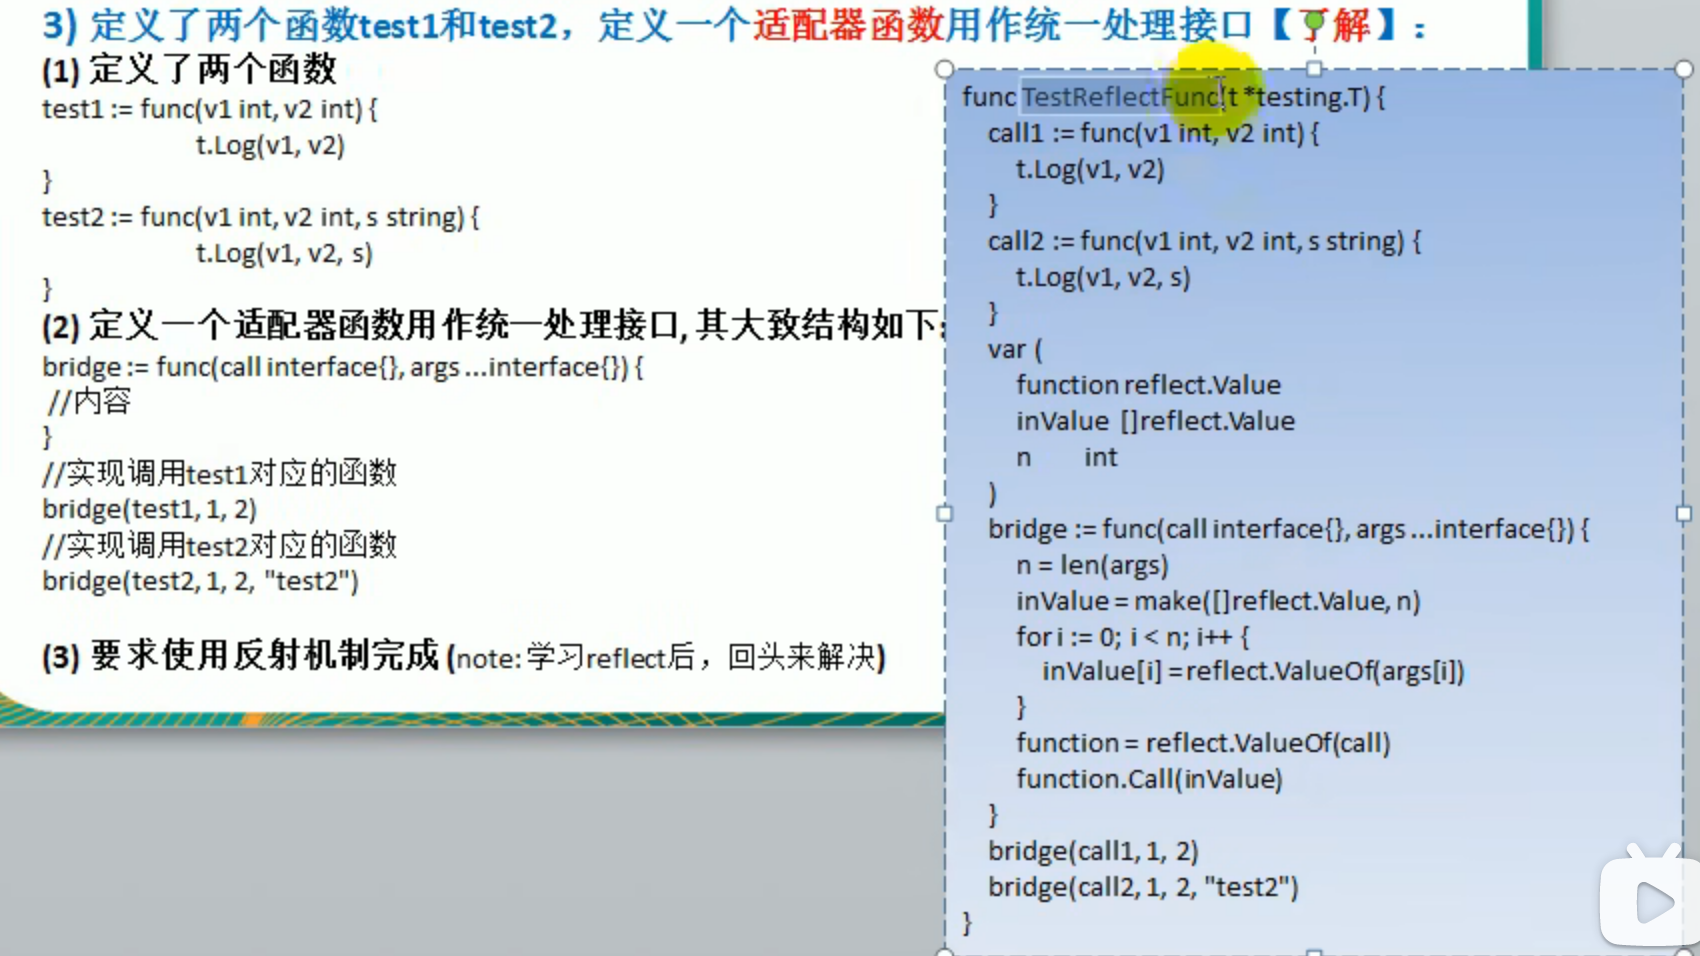 3) 定义了两个函数test1和test2，定义一个适配器函数用作统一处理接口【了解】：
(1) 定义了两个函数
test1 := func(v1 int, v2 int) {
t.Log(v1, v2)
}
test2 := func(v1 int, v2 int, s string) {
t.Log(v1, v2, s)
}
(2) 定义一个适配器函数用作统一处理接口, 其大致结构如下:
bridge := func(call interface{}, args ...interface{}) {
//内容
}
//实现调用test1对应的函数
bridge(test1, 1, 2)
//实现调用test2对应的函数
bridge(test2, 1, 2, "test2")
(3) 要求使用反射机制完成 (note: 学习reflect后，回头来解决)
func TestReflectFunc(t *testing.T) {
call1 := func(v1 int, v2 int) {
t.Log(v1, v2)
}
call2 := func(v1 int, v2 int, s string) {
t.Log(v1, v2, s)
}
var (
function reflect.Value
inValue []reflect.Value
n int
)
bridge := func(call interface{}, args ...interface{}) {
n = len(args)
inValue = make([]reflect.Value, n)
for i := 0; i < n; i++ {
inValue[i] = reflect.ValueOf(args[i])
}
function = reflect.ValueOf(call)
function.Call(inValue)
}
bridge(call1, 1, 2)
bridge(call2, 1, 2, "test2")
}